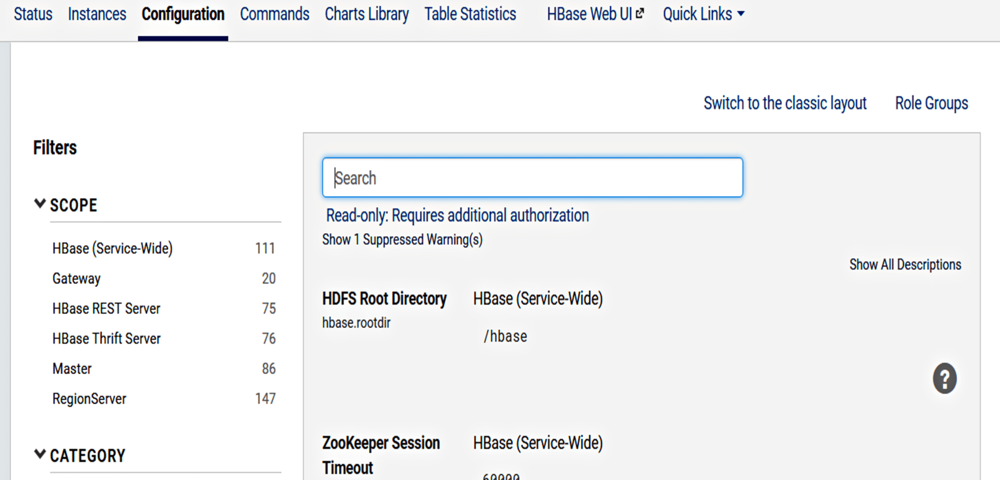 Status Instances Configuration Commands Charts Library Table Statistics HBase Web UI Quick Links
Switch to the classic layout Role Groups
Filters
SCOPE
HBase (Service-Wide) 111
Gateway 20
HBase REST Server 75
HBase Thrift Server 76
Master 86
RegionServer 147
CATEGORY
Search
Read-only: Requires additional authorization
Show 1 Suppressed Warning(s)
Show All Descriptions
HDFS Root Directory HBase (Service-Wide)
hbase.rootdir
/hbase
?
ZooKeeper Session HBase (Service-Wide)
Timeout
60000